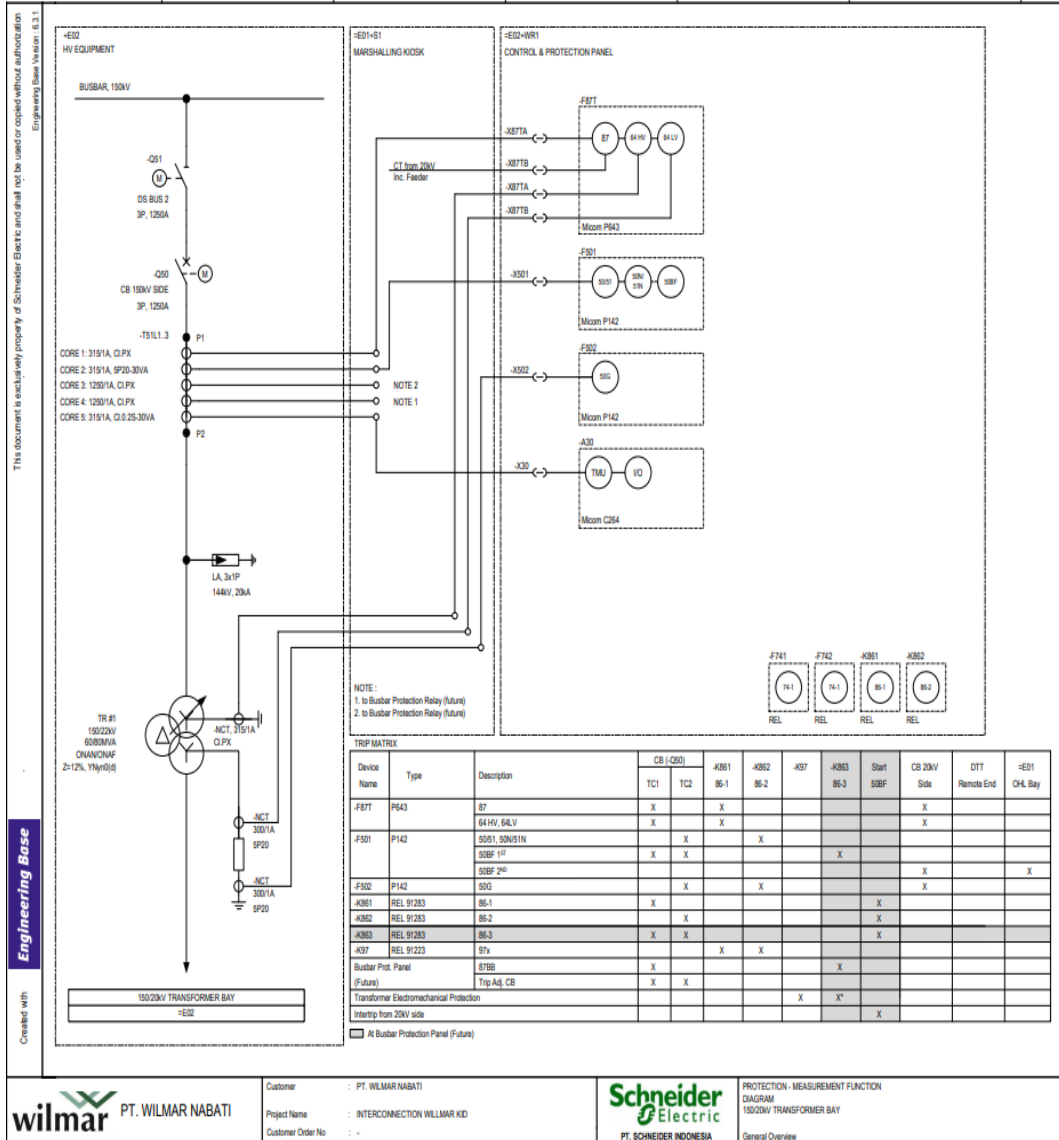 This document is exclusively property of Schneider Electric and shall not be used or copied without authorization
Engineering Base Version : 6.3.1
Created with
Engineering Base
+E02
HV EQUIPMENT
BUSBAR, 150kV
-Q51
M
DS BUS 2
3P, 1250A
-Q50
M
CB 150kV SIDE
3P, 1250A
-T51L1..3
P1
CORE 1: 315/1A, Cl.PX
CORE 2: 315/1A, 5P20-30VA
CORE 3: 1250/1A, Cl.PX
CORE 4: 1250/1A, Cl.PX
CORE 5: 315/1A, Cl.0.2S-30VA
P2
LA, 3x1P
144kV, 20kA
TR #1
150/22kV
60/80MVA
ONAN/ONAF
Z=12%, YNyn0(d)
-NCT, 315/1A
Cl.PX
-NCT
300/1A
5P20
-NCT
300/1A
5P20
150/20kV TRANSFORMER BAY
=E02
=E01+S1
MARSHALLING KIOSK
CT from 20kV
Inc. Feeder
NOTE 2
NOTE 1
NOTE :
1. to Busbar Protection Relay (future)
2. to Busbar Protection Relay (future)
=E02+WR1
CONTROL & PROTECTION PANEL
-F87T
-X87TA
87
64 HV
64 LV
-X87TB
-X87TA
-X87TB
Micom P643
-F501
-X501
50/51
50N/
51N
50BF
Micom P142
-F502
-X502
50G
Micom P142
-A30
-X30
TMU
I/O
Micom C264
-F741
-F742
-K861
-K862
74-1
74-1
86-1
86-2
REL
REL
REL
REL
TRIP MATRIX
Device Name
Type
Description
CB (-Q50)
TC1
TC2
-K861 86-1
-K862 86-2
-K97
-K863 86-3
Start 50BF
CB 20kV Side
DTT Remote End
=E01 OHL Bay
-F87T P643 87 X X X
64 HV, 64LV X X X
-F501 P142 50/51, 50N/51N X X
50BF 1ST X X X
50BF 2ND X X
-F502 P142 50G X X X
-K861 REL 91283 86-1 X X
-K862 REL 91283 86-2 X X
-K863 REL 91283 86-3 X X X
-K97 REL 91223 97x X X
Busbar Prot. Panel 87BB X X
(Future) Trip Adj. CB X X
Transformer Electromechanical Protection X X*
Intertrip from 20kV side X
At Busbar Protection Panel (Future)
wilmar
PT. WILMAR NABATI
Customer : PT. WILMAR NABATI
Project Name : INTERCONNECTION WILLMAR KID
Customer Order No : -
Schneider
Electric
PT. SCHNEIDER INDONESIA
PROTECTION - MEASUREMENT FUNCTION
DIAGRAM
150/20kV TRANSFORMER BAY
General Overview